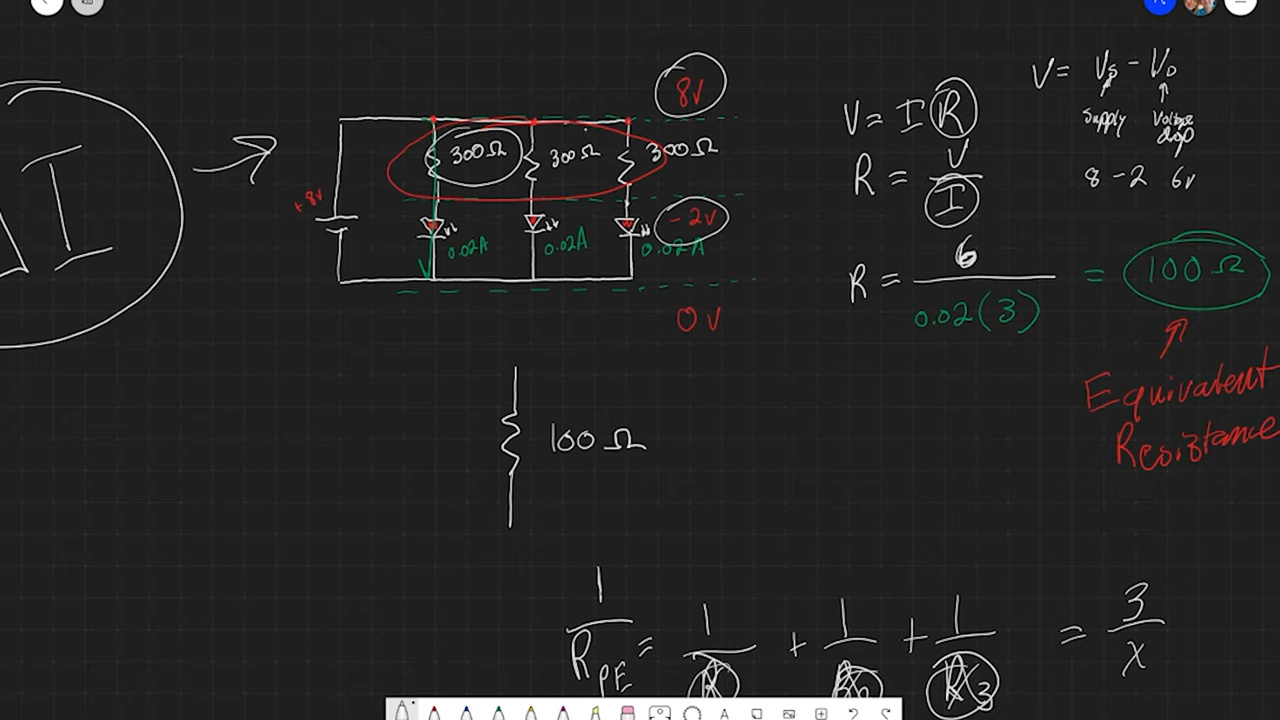 8V
+8V
300Ω 300Ω 300Ω
-2V
0.02A 0.02A 0.02A
0V
I
V = IR
R = V/I
R = 6/0.02(3) = 100Ω
V = Vs - VD
Supply Voltage
drop
8-2 6v
Equivalent
Resistance
100Ω
1/RPE = 1/ + 1/ + 1/ = 3/x
A